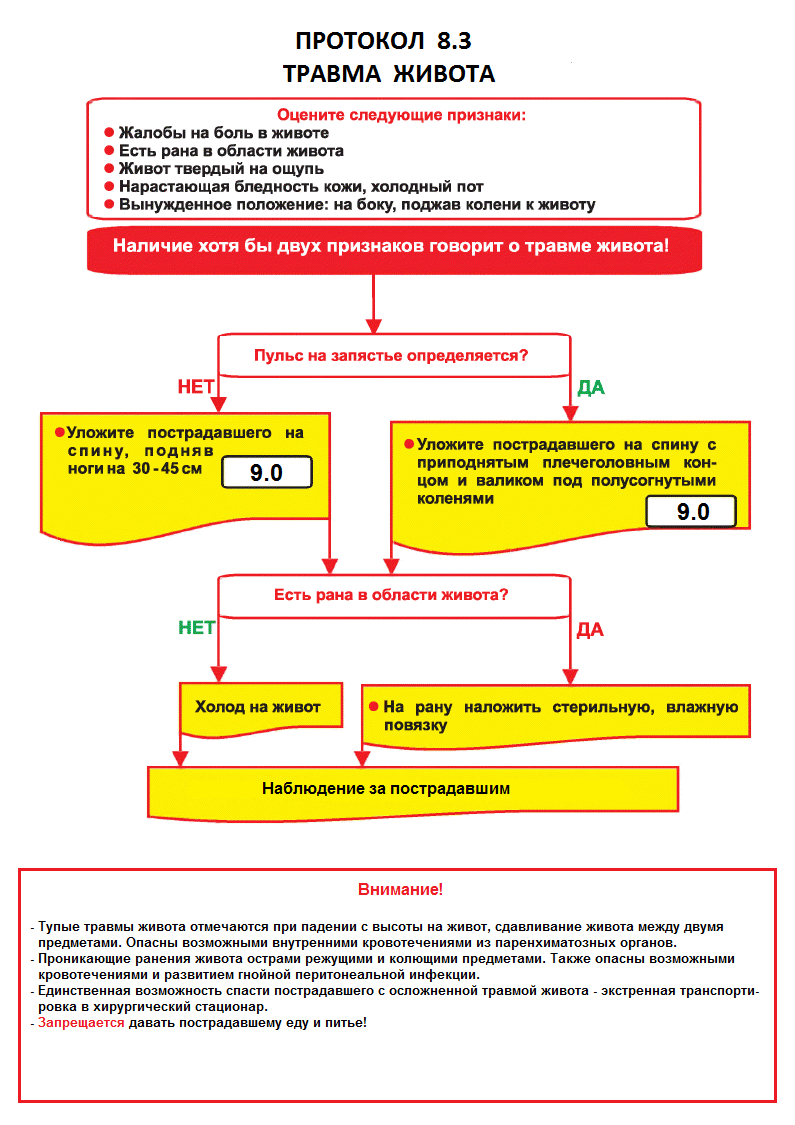 ПРОТОКОЛ 8.3
ТРАВМА ЖИВОТА
Оцените следующие признаки:
Жалобы на боль в животе
Есть рана в области живота
Живот твердый на ощупь
Нарастающая бледность кожи, холодный пот
Вынужденное положение: на боку, поджав колени к животу
Наличие хотя бы двух признаков говорит о травме живота!
Пульс на запястье определяется?
НЕТ
ДА
Уложите пострадавшего на
спину, подняв
ноги на 30-45 см
9.0
Уложите пострадавшего на спину с
приподнятым плечеголовным кон-
цом и валиком под полусогнутыми
коленями
9.0
Есть рана в области живота?
НЕТ
ДА
Холод на живот
На рану наложить стерильную, влажную
повязку
Наблюдение за пострадавшим
Внимание!
- Тупые травмы живота отмечаются при падении с высоты на живот, сдавливание живота между двумя
предметами. Опасны возможными внутренними кровотечениями из паренхиматозных органов.
- Проникающие ранения живота острами режущими и колющими предметами. Также опасны возможными
кровотечениями и развитием гнойной перитонеальной инфекции.
- Единственная возможность спасти пострадавшего с осложненной травмой живота - экстренная транспорти-
ровка в хирургический стационар.
- Запрещается давать пострадавшему еду и питье!